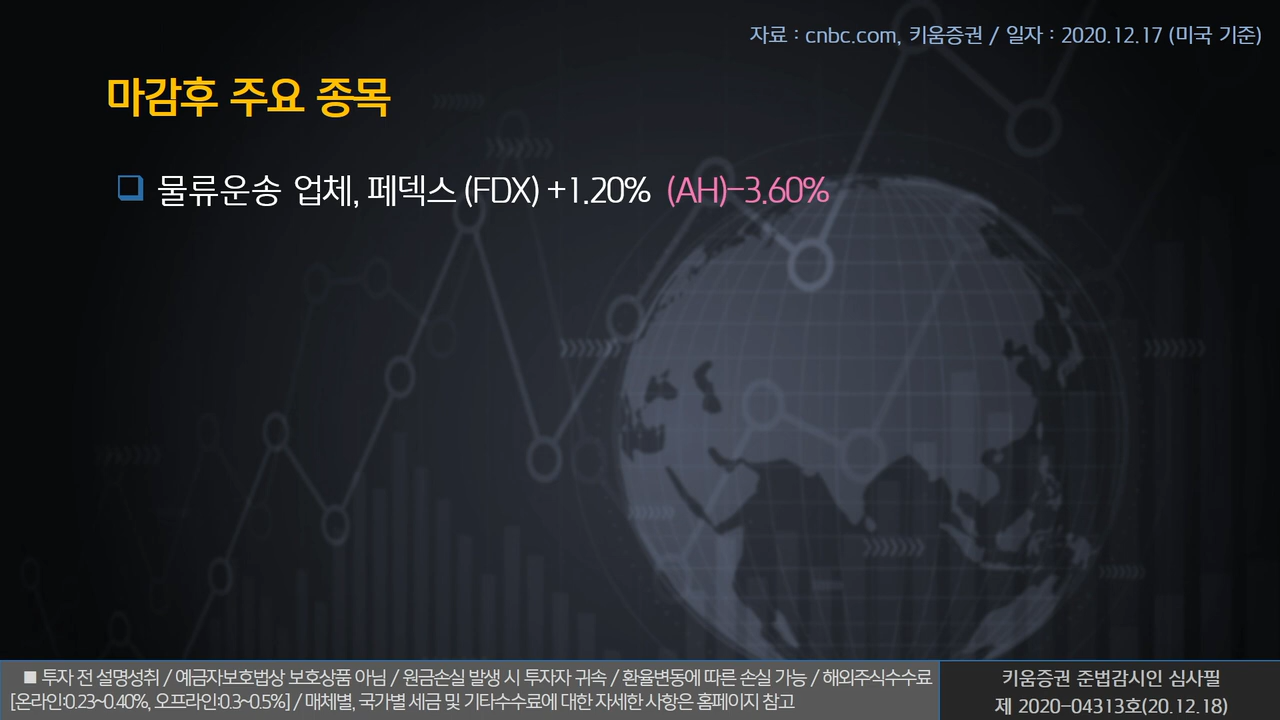 자료 : cnbc.com, 키움증권 / 일자 : 2020.12.17 (미국 기준)
마감후 주요 종목
❑ 물류운송 업체, 페덱스 (FDX) +1.20% (AH)-3.60%
■ 투자 전 설명성취 / 예금자보호법상 보호상품 아님 / 원금손실 발생 시 투자자 귀속 / 환율변동에 따른 손실 가능 / 해외주식수수료
[온라인:0.23~0.40%, 오프라인:0.3~0.5%] / 매체별, 국가별 세금 및 기타수수료에 대한 자세한 사항은 홈페이지 참고
키움증권 준법감시인 심사필
제 2020-04313호(20.12.18)